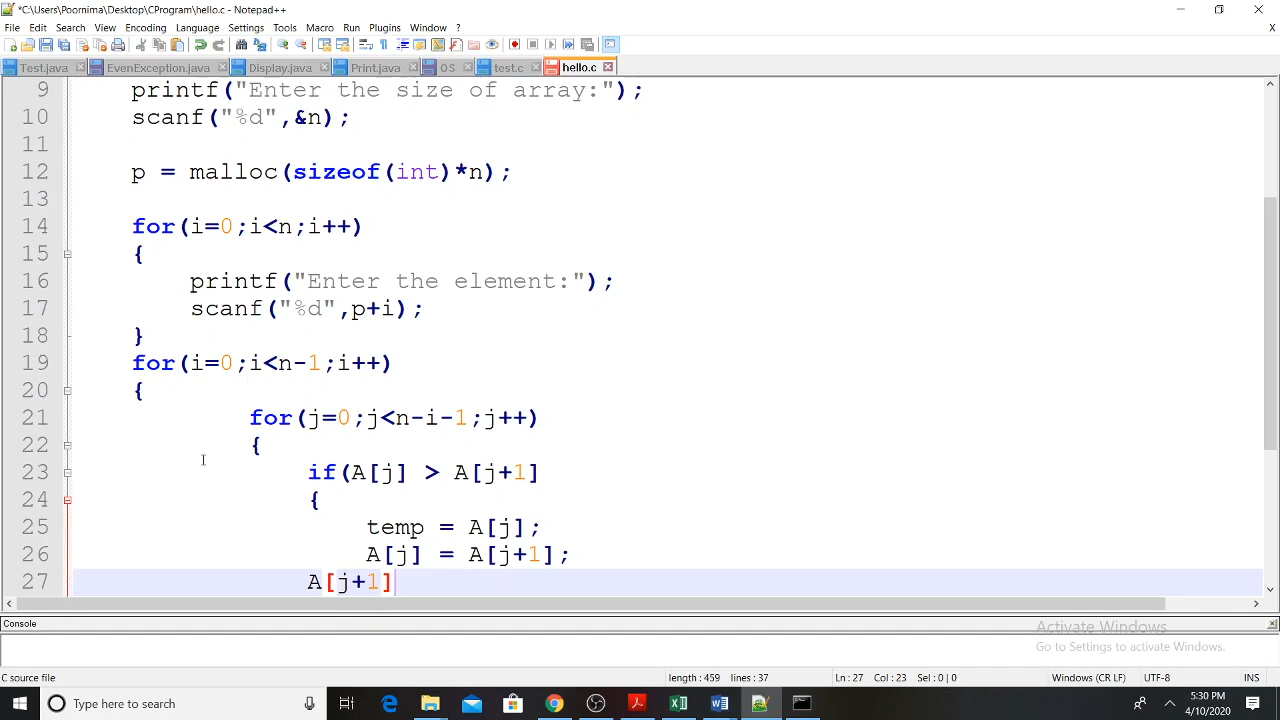 *C:\Users\Poornima\Desktop\CProgram\hello.c - Notepad++
File Edit Search View Encoding Language Settings Tools Macro Run Plugins Window ? X
Test.java EvenException.java Display.java Print.java OS test.c hello.c
9 printf("Enter the size of array:");
10 scanf("%d",&n);
11
12 p = malloc(sizeof(int)*n);
13
14 for(i=0;i<n;i++)
15 {
16 printf("Enter the element:");
17 scanf("%d",p+i);
18 }
19 for(i=0;i<n-1;i++)
20 {
21 for(j=0;j<n-i-1;j++)
22 {
23 if(A[j] > A[j+1]
24 {
25 temp = A[j];
26 A[j] = A[j+1];
27 A[j+1]
Console
Activate Windows
Go to Settings to activate Windows.
C source file length : 459 lines : 37 Ln : 27 Col : 23 Sel : 0 | 0 Windows (CR LF) UTF-8 INS
Type here to search
5:30 PM
4/10/2020